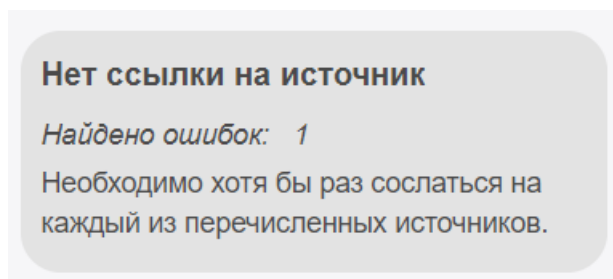 Нет ссылки на источник
Найдено ошибок: 1
Необходимо хотя бы раз сослаться на
каждый из перечисленных источников.